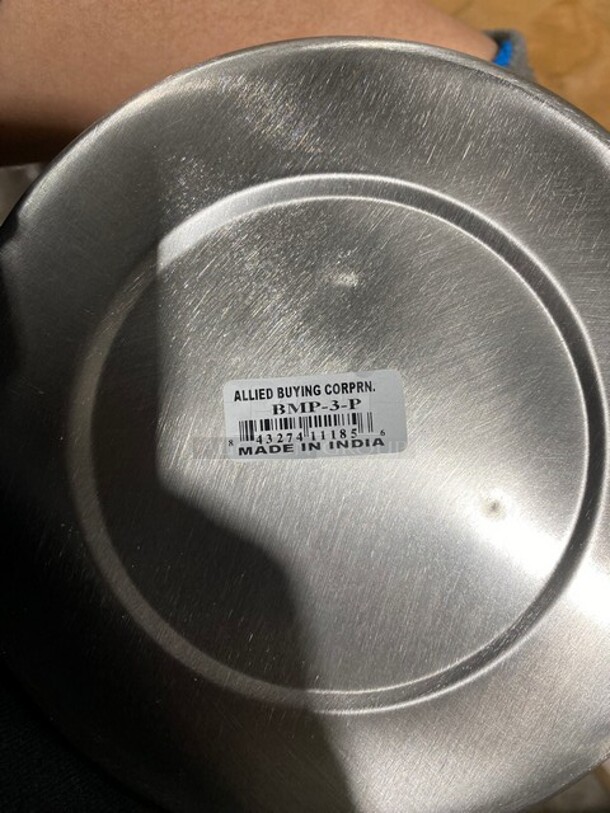 ALLIED BUYING CORPRN.
BMP-3-P
8 43274 11185 6
MADE IN INDIA